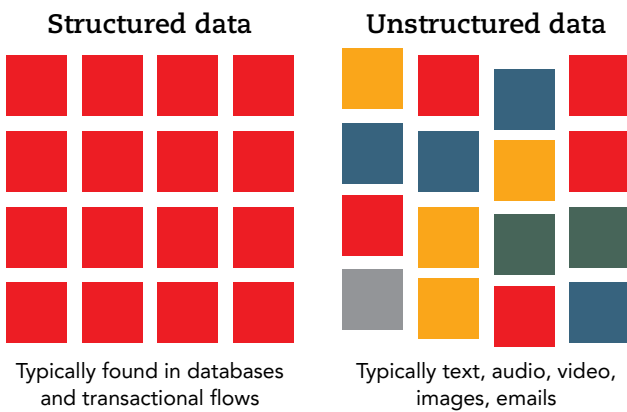 Structured data
Unstructured data
Typically found in databases
and transactional flows
Typically text, audio, video,
images, emails